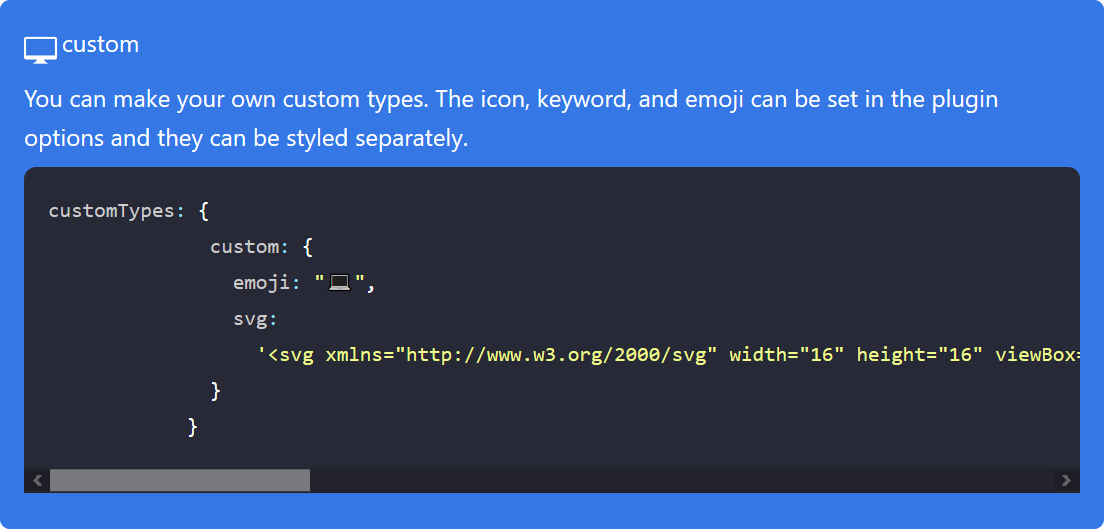 custom
You can make your own custom types. The icon, keyword, and emoji can be set in the plugin
options and they can be styled separately.
customTypes: {
custom: {
emoji: "💻",
svg:
'<svg xmlns="http://www.w3.org/2000/svg" width="16" height="16" viewBox=
}
}